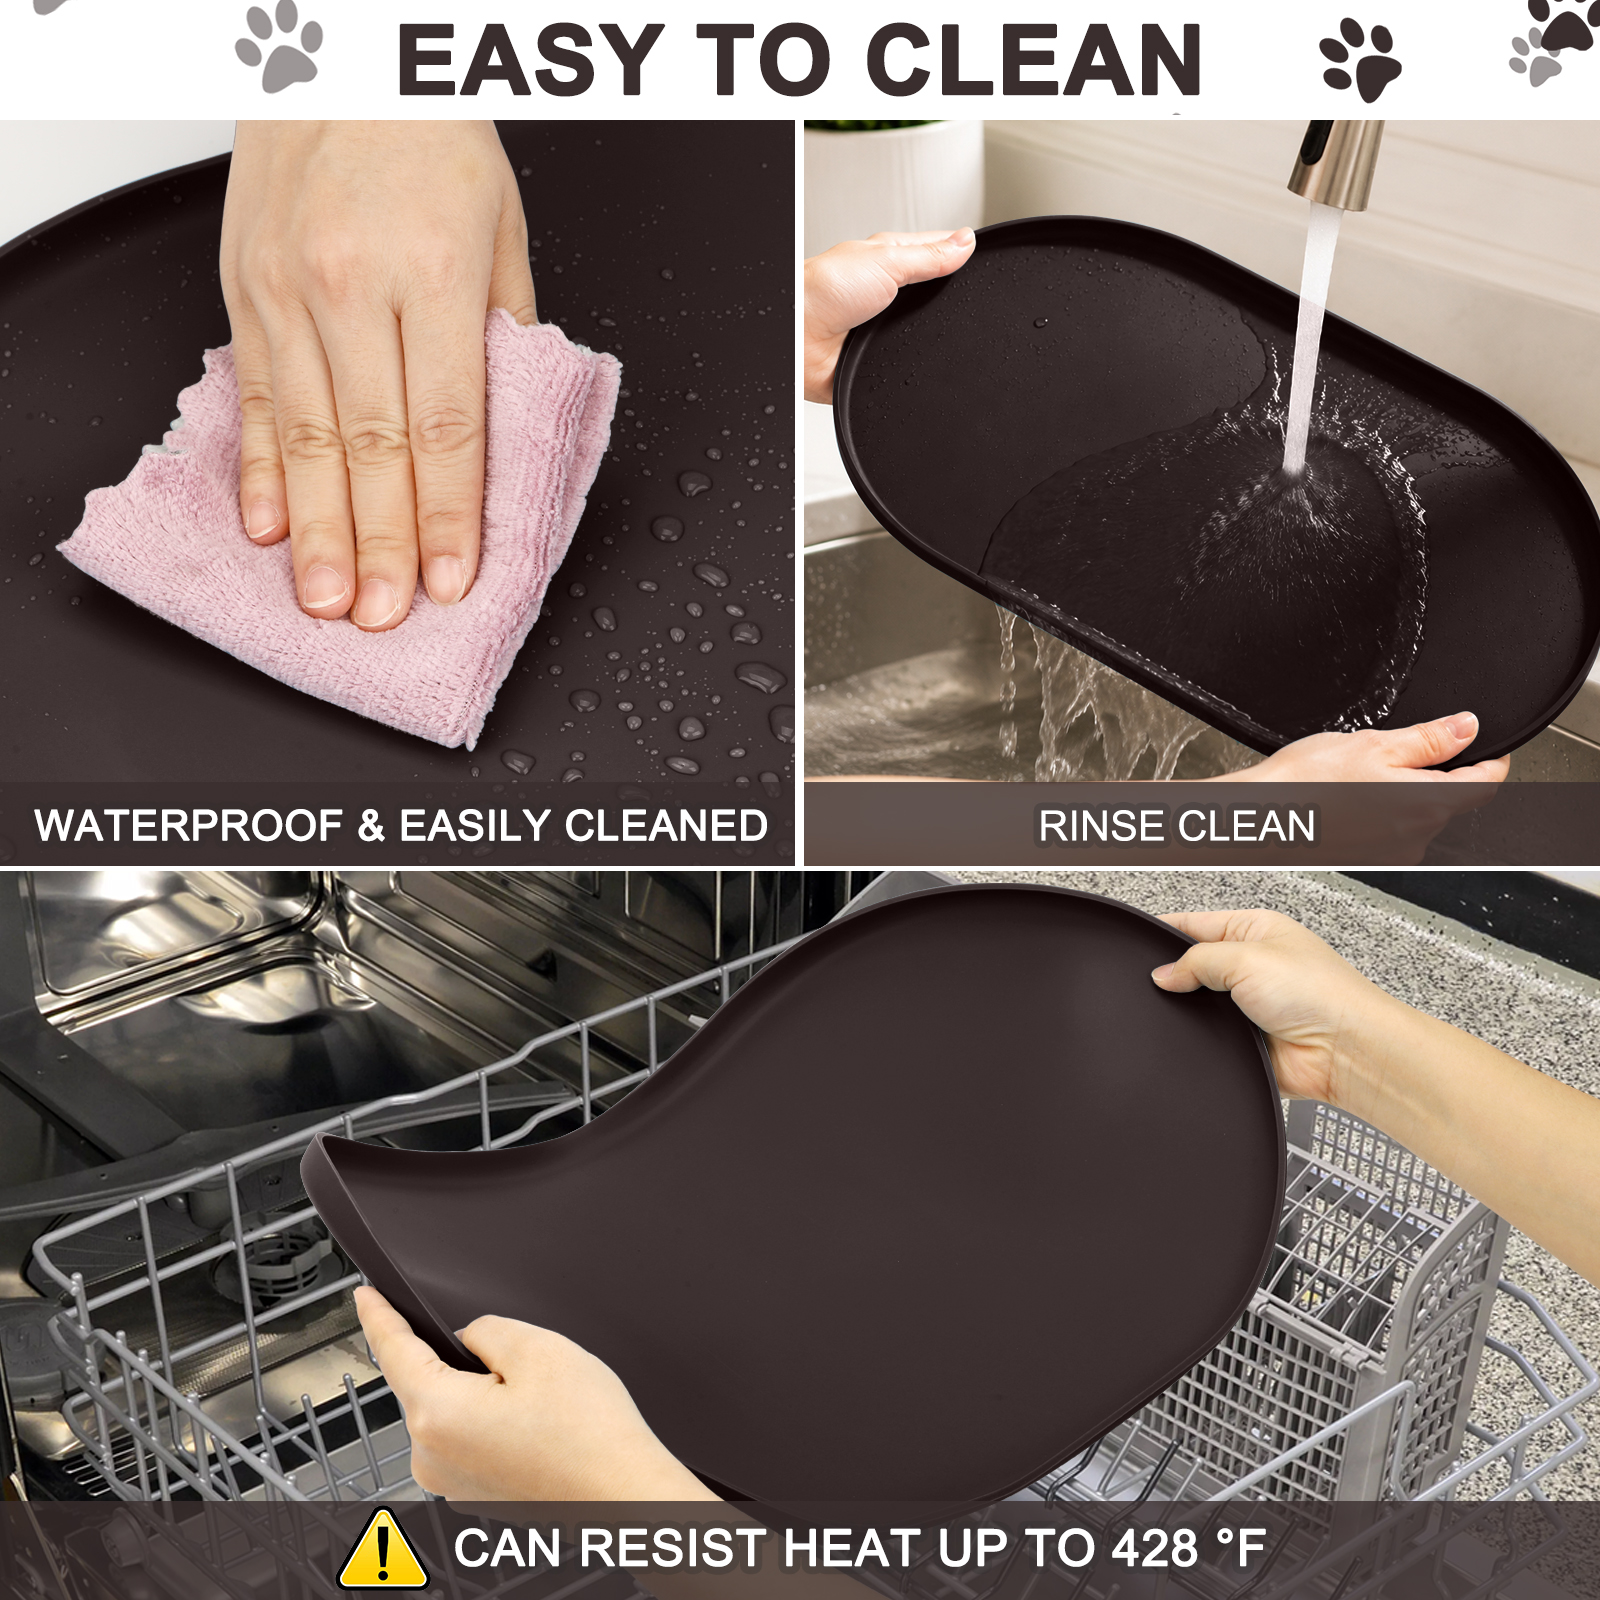 EASY TO CLEAN
WATERPROOF & EASILY CLEANED
RINSE CLEAN
CAN RESIST HEAT UP TO 428 °F